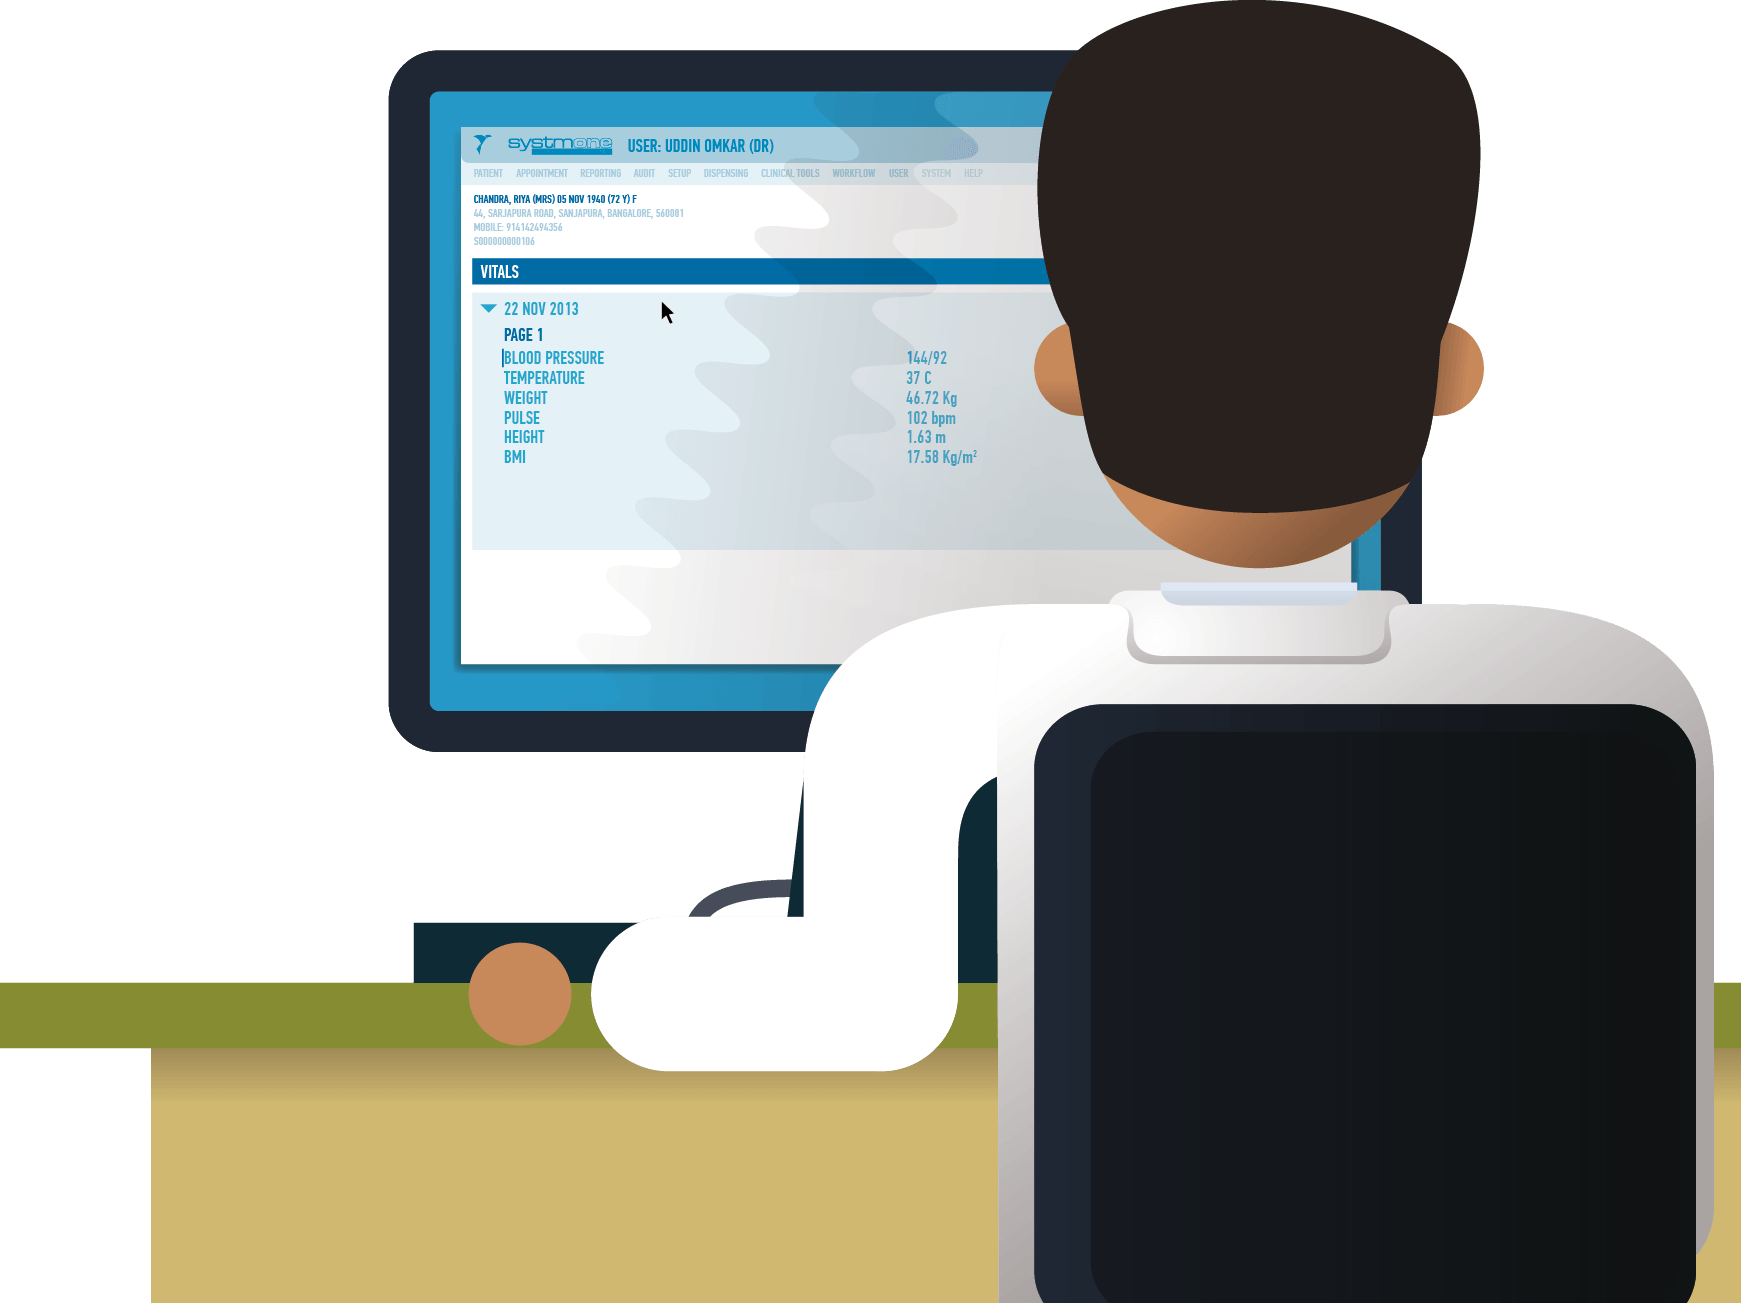 systmone USER: UDDIN OMKAR (DR)
PATIENT APPOINTMENT REPORTING AUDIT SETUP DISPENSING CLINICAL TOOLS WORKFLOW USER SYSTEM HELP
CHANDRA, RIYA (MRS) 05 NOV 1940 (72 Y) F
44, SARJAPURA ROAD, SANJAPURA, BANGALORE, 560081
MOBILE: 914142494356
S000000000106
VITALS
22 NOV 2013
PAGE 1
BLOOD PRESSURE 144/92
TEMPERATURE 37 C
WEIGHT 46.72 Kg
PULSE 102 bpm
HEIGHT 1.63 m
BMI 17.58 Kg/m²